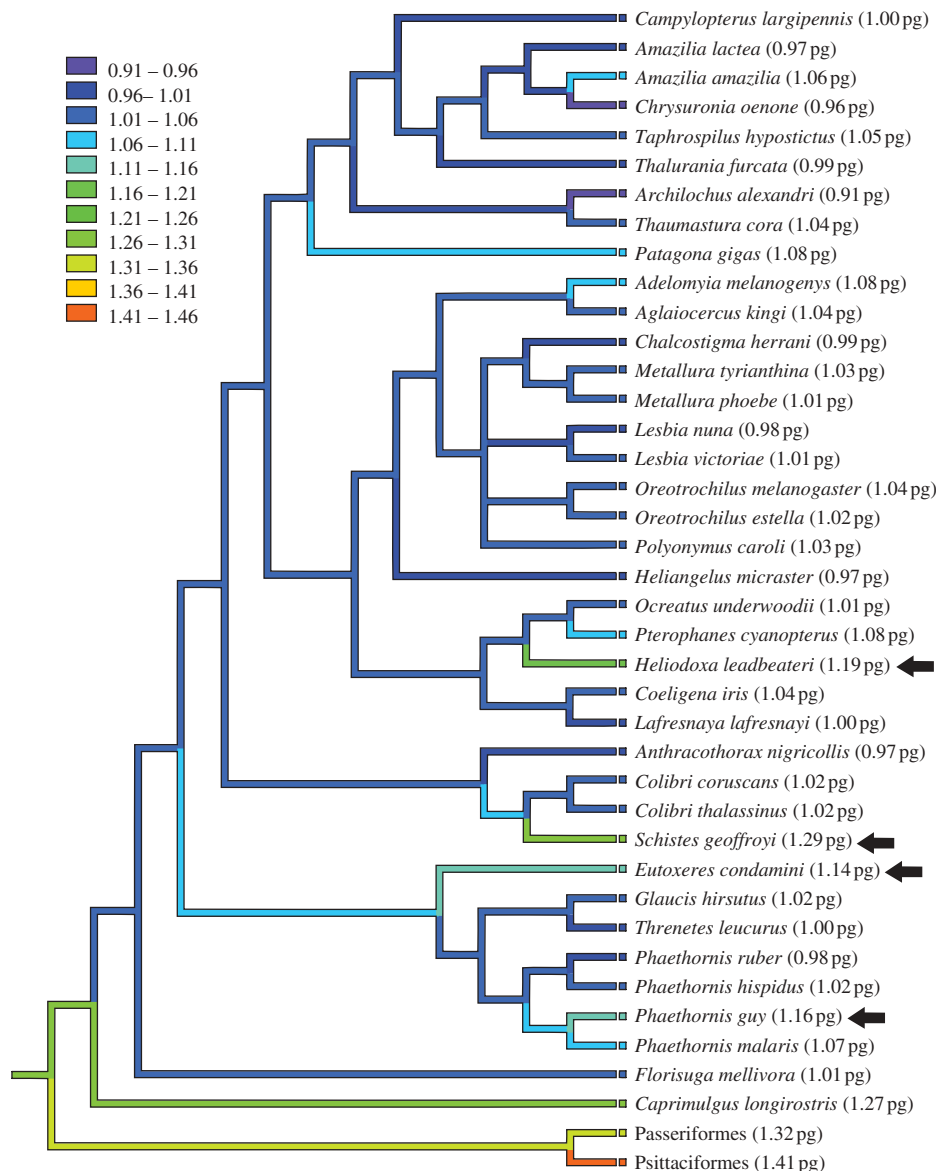 0.91 – 0.96
0.96– 1.01
1.01 – 1.06
1.06 – 1.11
1.11 – 1.16
1.16 – 1.21
1.21 – 1.26
1.26 – 1.31
1.31 – 1.36
1.36 – 1.41
1.41 – 1.46
Campylopterus largipennis (1.00 pg)
Amazilia lactea (0.97 pg)
Amazilia amazilia (1.06 pg)
Chrysuronia oenone (0.96 pg)
Taphrospilus hypostictus (1.05 pg)
Thalurania furcata (0.99 pg)
Archilochus alexandri (0.91 pg)
Thaumastura cora (1.04 pg)
Patagona gigas (1.08 pg)
Adelomyia melanogenys (1.08 pg)
Aglaiocercus kingi (1.04 pg)
Chalcostigma herrani (0.99 pg)
Metallura tyrianthina (1.03 pg)
Metallura phoebe (1.01 pg)
Lesbia nuna (0.98 pg)
Lesbia victoriae (1.01 pg)
Oreotrochilus melanogaster (1.04 pg)
Oreotrochilus estella (1.02 pg)
Polyonymus caroli (1.03 pg)
Heliangelus micraster (0.97 pg)
Ocreatus underwoodii (1.01 pg)
Pterophanes cyanopterus (1.08 pg)
Heliodoxa leadbeateri (1.19 pg)
Coeligena iris (1.04 pg)
Lafresnaya lafresnayi (1.00 pg)
Anthracothorax nigricollis (0.97 pg)
Colibri coruscans (1.02 pg)
Colibri thalassinus (1.02 pg)
Schistes geoffroyi (1.29 pg)
Eutoxeres condamini (1.14 pg)
Glaucis hirsutus (1.02 pg)
Threnetes leucurus (1.00 pg)
Phaethornis ruber (0.98 pg)
Phaethornis hispidus (1.02 pg)
Phaethornis guy (1.16 pg)
Phaethornis malaris (1.07 pg)
Florisuga mellivora (1.01 pg)
Caprimulgus longirostris (1.27 pg)
Passeriformes (1.32 pg)
Psittaciformes (1.41 pg)